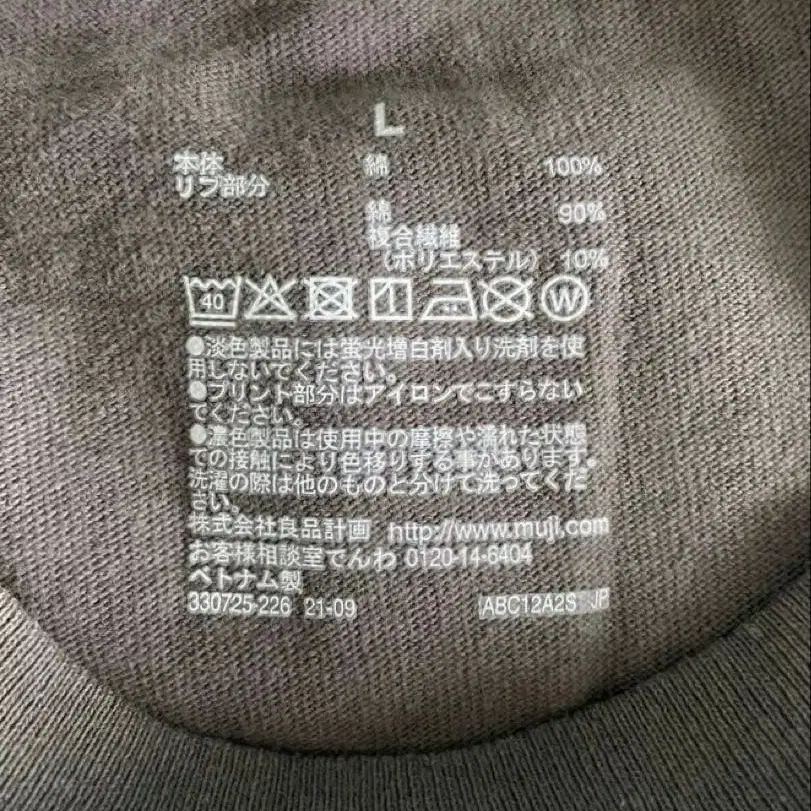 L
本体 綿 100%
リブ部分
綿 90%
複合繊維
(ポリエステル) 10%
40 W
●淡色製品には蛍光増白剤入り洗剤を使
用しないでください。
●プリント部分はアイロンでこすらない
でください。
●濃色製品は使用中の摩擦や濡れた状態
での接触により色移りする事があります。
洗濯の際は他のものと分けて洗ってくだ
さい。
株式会社良品計画 http://www.muji.com
お客様相談室でんわ 0120-14-6404
ベトナム製
330725-226 21-09 ABC12A2S JP